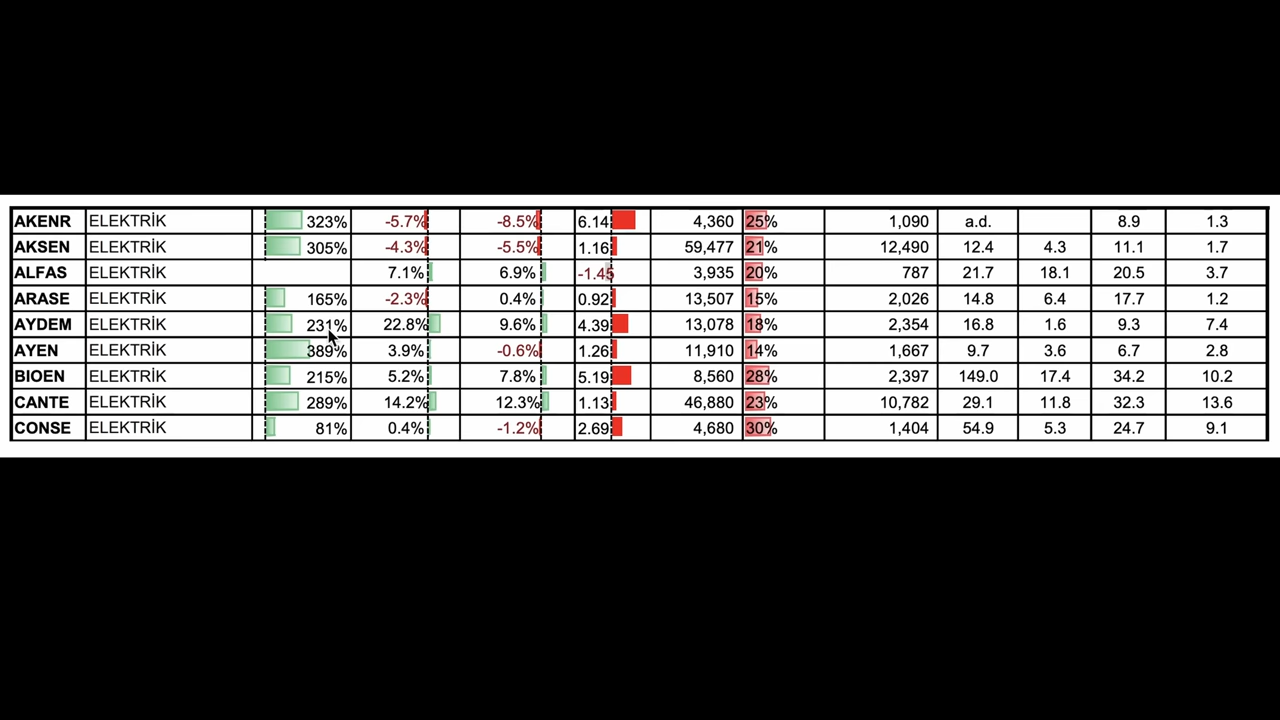 AKENR ELEKTRİK 323% -5.7% -8.5% 6.14 4,360 25% 1,090 a.d. 8.9 1.3
AKSEN ELEKTRİK 305% -4.3% -5.5% 1.16 59,477 21% 12,490 12.4 4.3 11.1 1.7
ALFAS ELEKTRİK 7.1% 6.9% -1.45 3,935 20% 787 21.7 18.1 20.5 3.7
ARASE ELEKTRİK 165% -2.3% 0.4% 0.92 13,507 15% 2,026 14.8 6.4 17.7 1.2
AYDEM ELEKTRİK 231% 22.8% 9.6% 4.39 13,078 18% 2,354 16.8 1.6 9.3 7.4
AYEN ELEKTRİK 389% 3.9% -0.6% 1.26 11,910 14% 1,667 9.7 3.6 6.7 2.8
BIOEN ELEKTRİK 215% 5.2% 7.8% 5.19 8,560 28% 2,397 149.0 17.4 34.2 10.2
CANTE ELEKTRİK 289% 14.2% 12.3% 1.13 46,880 23% 10,782 29.1 11.8 32.3 13.6
CONSE ELEKTRİK 81% 0.4% -1.2% 2.69 4,680 30% 1,404 54.9 5.3 24.7 9.1